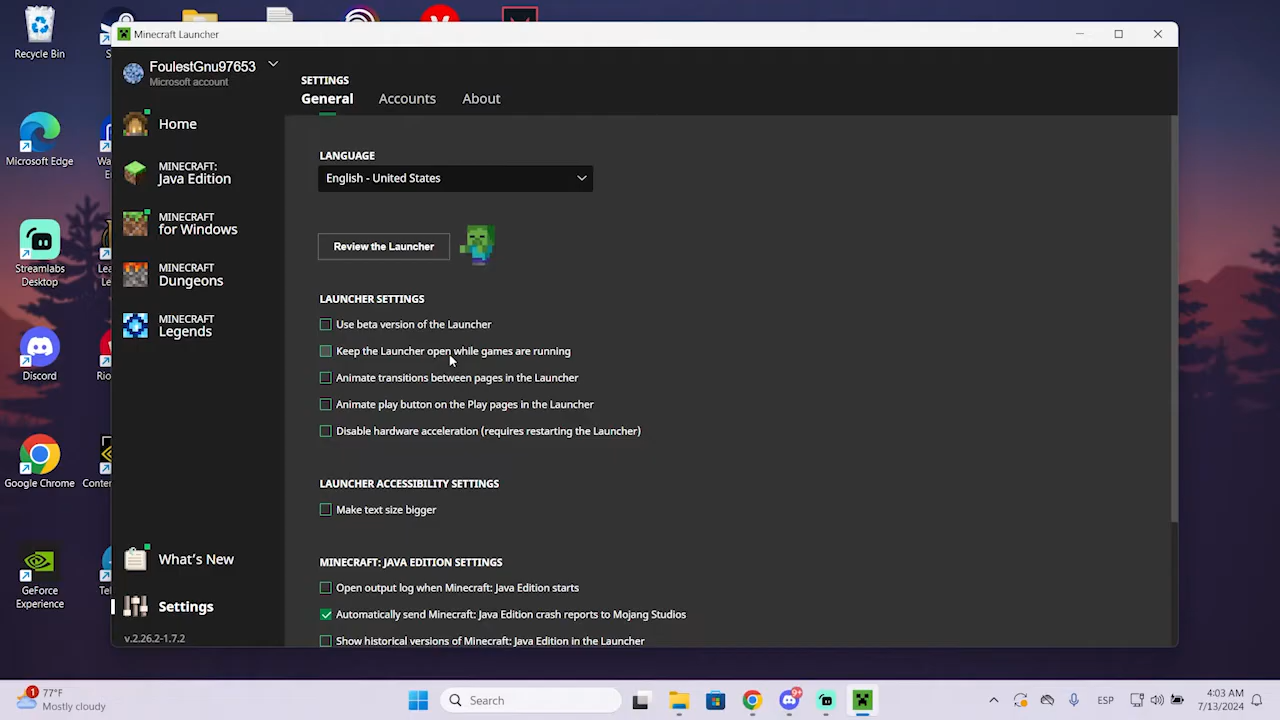 Recycle Bin
Microsoft Edge
Streamlabs
Desktop
Discord
Google Chrome
GeForce
Experience
Minecraft Launcher
FoulestGnu97653
Microsoft account
Home
MINECRAFT:
Java Edition
MINECRAFT
for Windows
MINECRAFT
Dungeons
MINECRAFT
Legends
What's New
Settings
v.2.26.2-1.7.2
SETTINGS
General Accounts About
LANGUAGE
English - United States
Review the Launcher
LAUNCHER SETTINGS
Use beta version of the Launcher
Keep the Launcher open while games are running
Animate transitions between pages in the Launcher
Animate play button on the Play pages in the Launcher
Disable hardware acceleration (requires restarting the Launcher)
LAUNCHER ACCESSIBILITY SETTINGS
Make text size bigger
MINECRAFT: JAVA EDITION SETTINGS
Open output log when Minecraft: Java Edition starts
Automatically send Minecraft: Java Edition crash reports to Mojang Studios
Show historical versions of Minecraft: Java Edition in the Launcher
1
77°F
Mostly cloudy
Search
9+
ESP
4:03 AM
7/13/2024